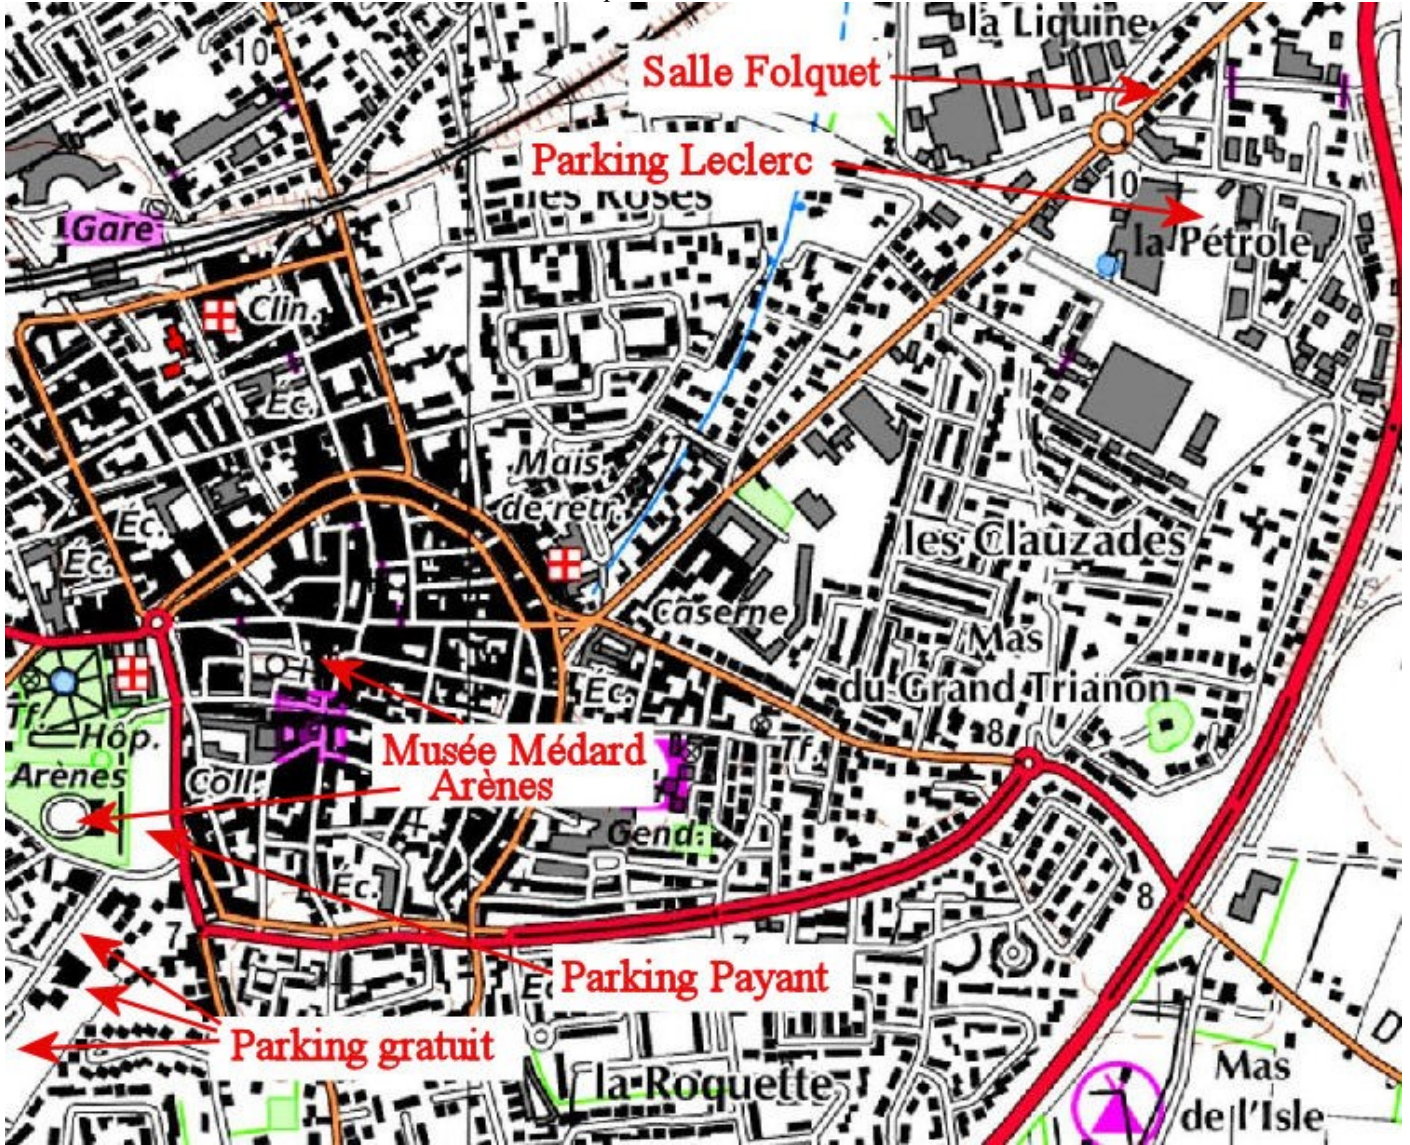 la Liquine
10
Salle Folquet
Parking Leclerc
les Roses
10
Gare
la Pétrole
Clin.
Éc.
Mais.
de retr.
Éc.
Éc.
les Clauzades
Caserne
Mas
du Grand Trianon
Éc.
8
Tf.
Hôp.
Tf.
Musée Médard
Arènes
Arènes
Coll.
Gend.
Éc.
8
7
Parking Payant
Parking gratuit
D
Mas
de l'Isle
la Roquette